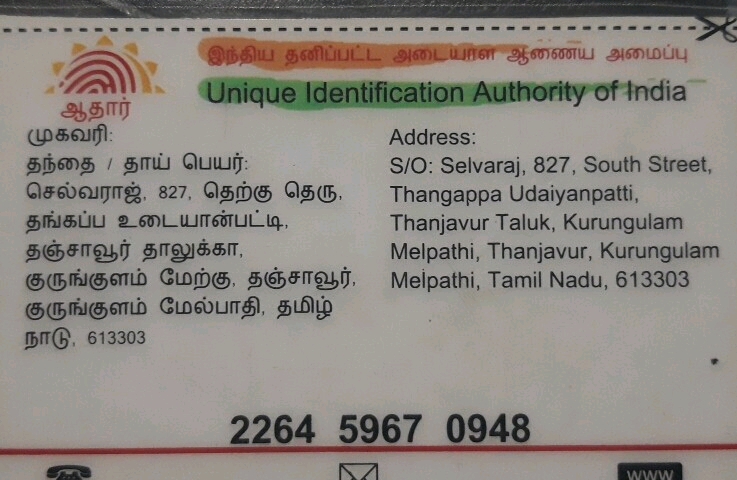 இந்திய தனிப்பட்ட அடையாள ஆணைய அமைப்பு
Unique Identification Authority of India
ஆதார்
முகவரி:
தந்தை / தாய் பெயர்:
செல்வராஜ், 827, தெற்கு தெரு,
தங்கப்ப உடையான்பட்டி,
தஞ்சாவூர் தாலுக்கா,
குருங்குளம் மேற்கு, தஞ்சாவூர்,
குருங்குளம் மேல்பாதி, தமிழ்
நாடு, 613303
Address:
S/O: Selvaraj, 827, South Street,
Thangappa Udaiyanpatti,
Thanjavur Taluk, Kurungulam
Melpathi, Thanjavur, Kurungulam
Melpathi, Tamil Nadu, 613303
2264 5967 0948
WWW